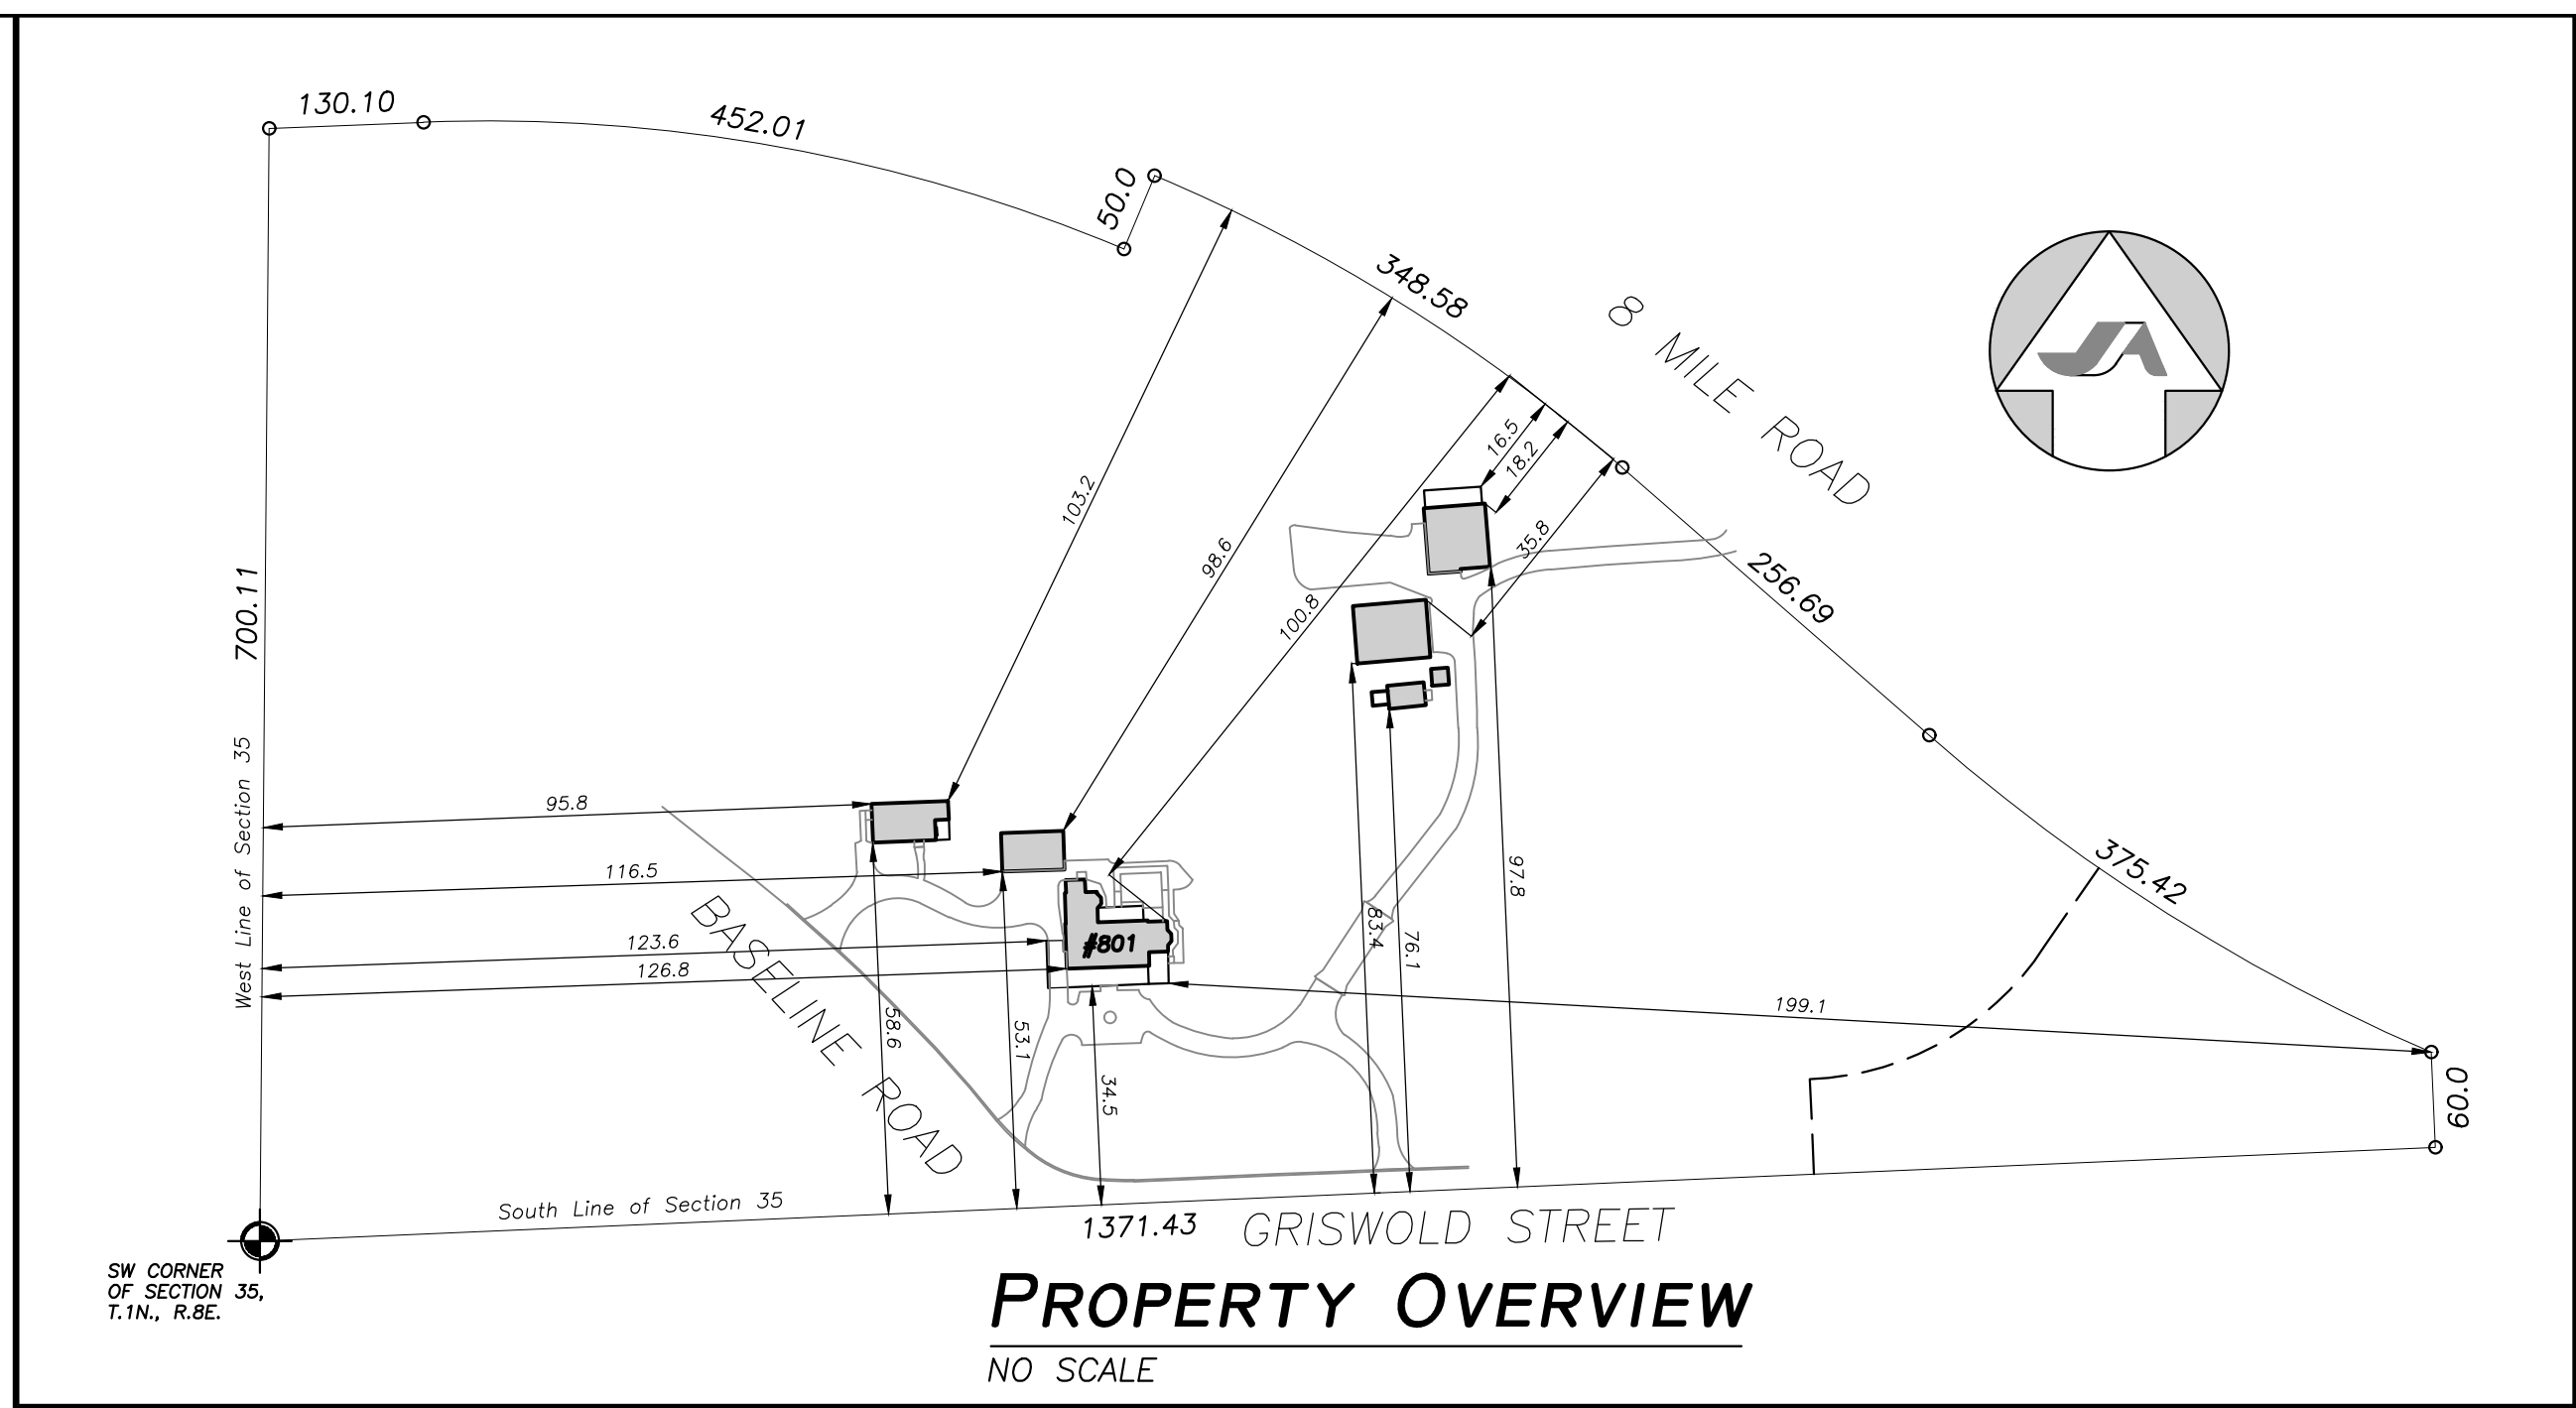 130.10
452.01
50.0
348.58
8 MILE ROAD
16.5
18.2
103.2
98.6
35.8
100.8
256.69
700.11
West Line of Section 35
95.8
116.5
123.6
126.8
#801
375.42
97.8
83.4
76.1
199.1
BASELINE ROAD
58.6
53.1
34.5
60.0
South Line of Section 35
1371.43
GRISWOLD STREET
SW CORNER
OF SECTION 35,
T.1N., R.8E.
PROPERTY OVERVIEW
NO SCALE